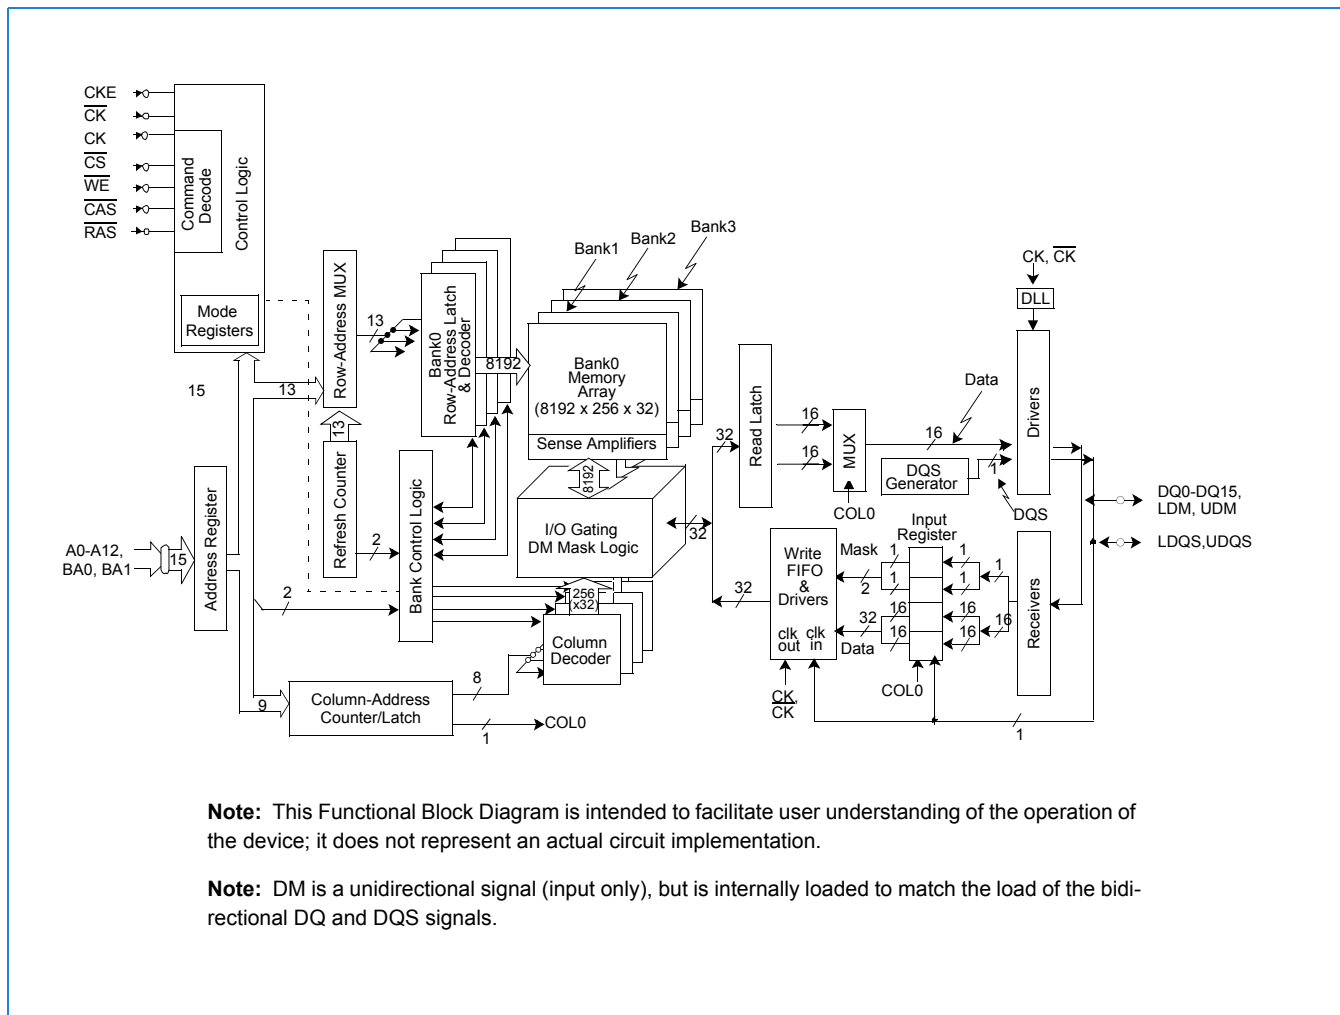 CKE
CK
CK
CS
WE
CAS
RAS
Command
Decode
Control Logic
Mode
Registers
15
13
Row-Address MUX
13
Refresh Counter
13
Bank0
Row-Address Latch
& Decoder
8192
Bank1
Bank2
Bank3
Bank0
Memory
Array
(8192 x 256 x 32)
Sense Amplifiers
8192
I/O Gating
DM Mask Logic
32
A0-A12,
BA0, BA1
15
Address Register
2
2
Bank Control Logic
256
(x32)
Column
Decoder
9
Column-Address
Counter/Latch
8
1
COL0
32
Read Latch
16
16
MUX
COL0
16
Data
DQS
Generator
1
DQS
CK, CK
DLL
Drivers
DQ0-DQ15,
LDM, UDM
LDQS,UDQS
32
Write
FIFO
&
Drivers
clk
out
clk
in
CK,
CK
Mask
2
32
Data
Input
Register
1
1
16
16
1
1
16
16
1
16
COL0
Receivers
1
Note: This Functional Block Diagram is intended to facilitate user understanding of the operation of
the device; it does not represent an actual circuit implementation.
Note: DM is a unidirectional signal (input only), but is internally loaded to match the load of the bidi-
rectional DQ and DQS signals.